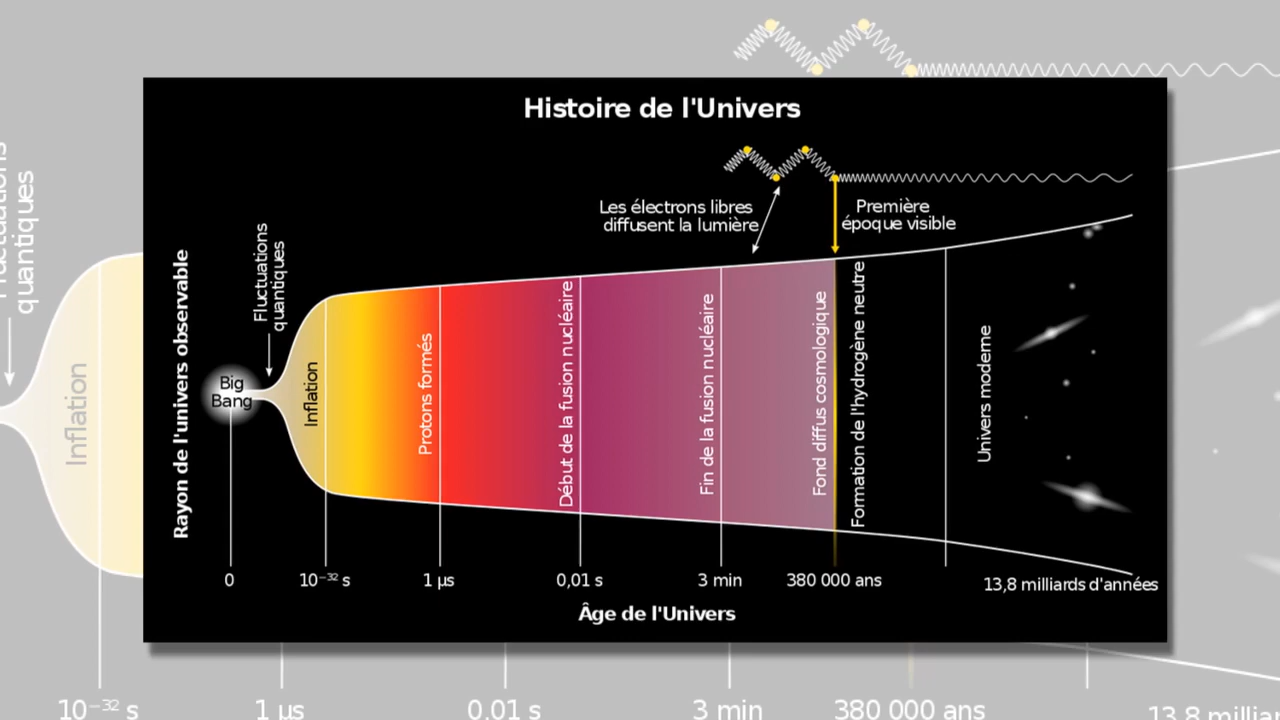 Histoire de l'Univers
Les électrons libres
diffusent la lumière
Première
époque visible
Rayon de l'univers observable
Fluctuations
quantiques
Big
Bang
Inflation
Protons formés
Début de la fusion nucléaire
Fin de la fusion nucléaire
Fond diffus cosmologique
Formation de l'hydrogène neutre
Univers moderne
0
10⁻³² s
1 µs
0,01 s
3 min
380 000 ans
13,8 milliards d'années
Âge de l'Univers
quantiques
Inflation
10⁻³² s
1 µs
0,01 s
3 min
380 000 ans